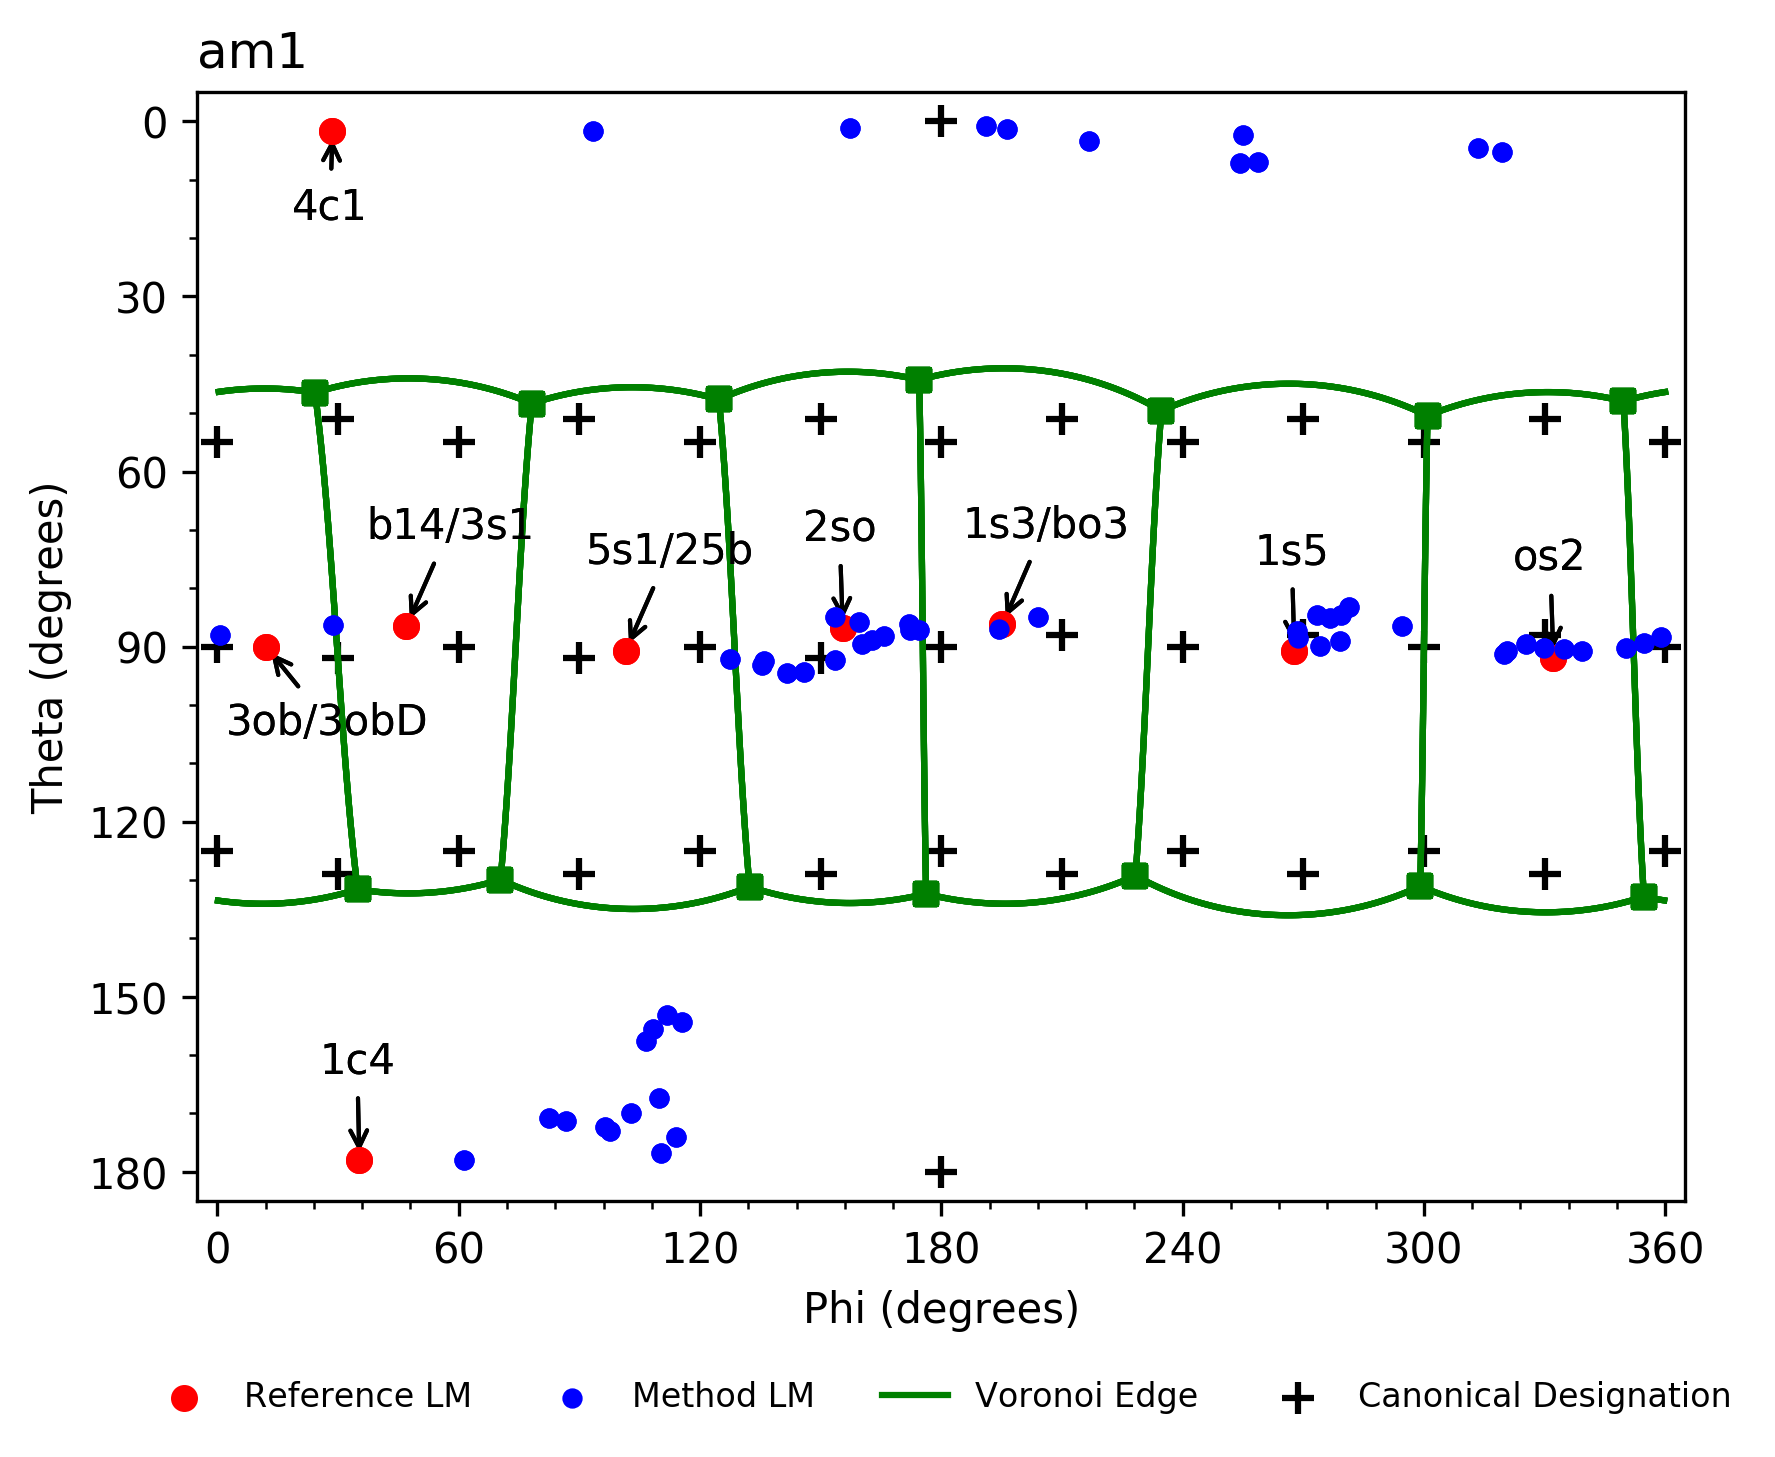 am1
0
4c1
30
60
b14/3s1
5s1/25b
2so
1s3/bo3
1s5
os2
90
3ob/3obD
Theta (degrees)
120
150
1c4
180
0 60 120 180 240 300 360
Phi (degrees)
Reference LM Method LM Voronoi Edge Canonical Designation